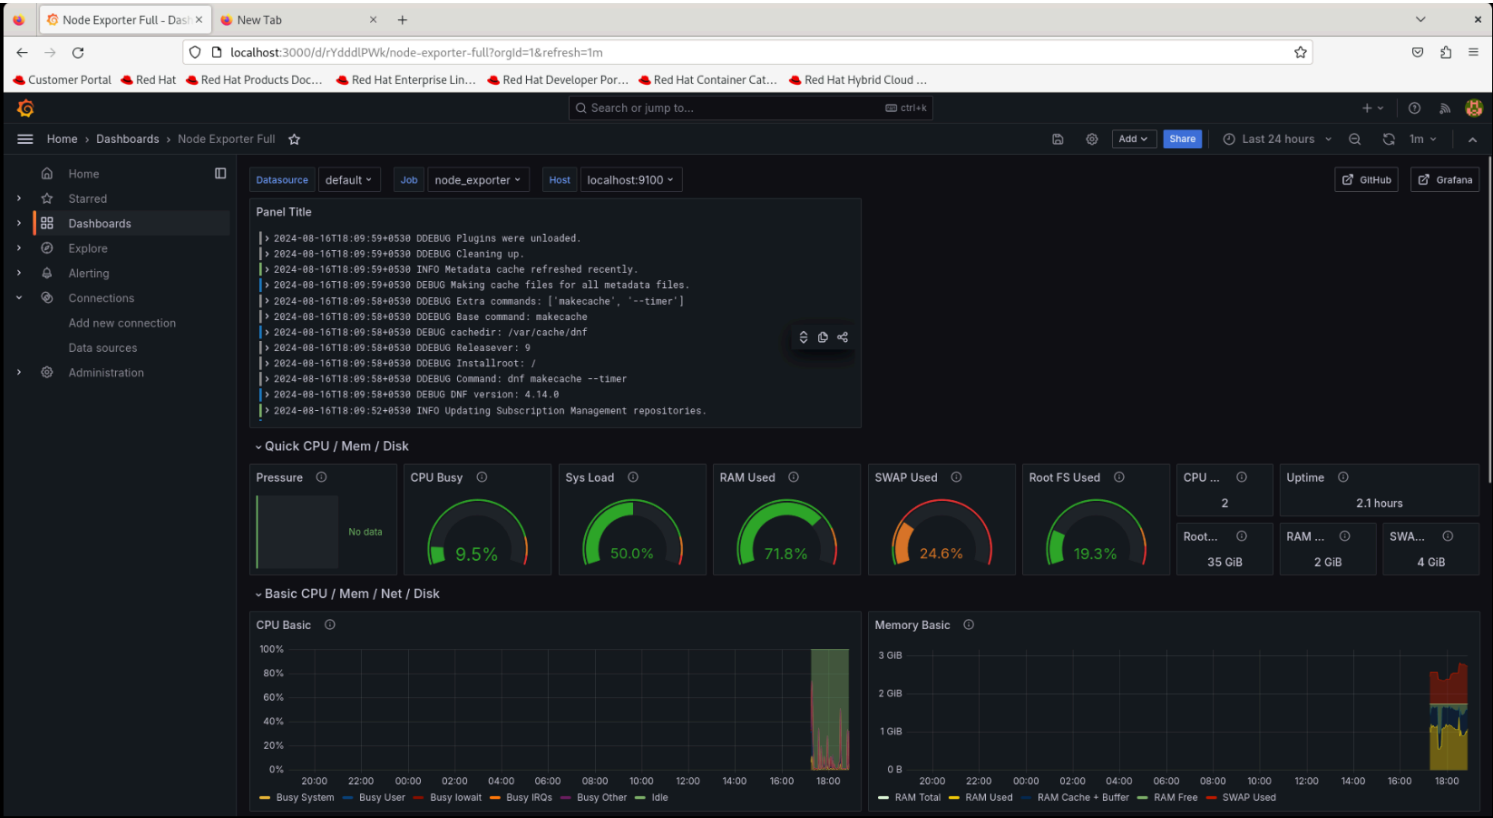 Node Exporter Full - Das
New Tab
localhost:3000/d/rYdddlPWk/node-exporter-full?orgId=1&refresh=1m
Customer Portal Red Hat Red Hat Products Doc... Red Hat Enterprise Lin... Red Hat Developer Por... Red Hat Container Cat... Red Hat Hybrid Cloud ...
Search or jump to... ctrl+k
Home › Dashboards › Node Exporter Full
Add Share Last 24 hours 1m
Home
Starred
Dashboards
Explore
Alerting
Connections
Add new connection
Data sources
Administration
Datasource default Job node_exporter Host localhost:9100 GitHub Grafana
Panel Title
2024-08-16T18:09:59+0530 DDEBUG Plugins were unloaded.
2024-08-16T18:09:59+0530 DDEBUG Cleaning up.
2024-08-16T18:09:59+0530 INFO Metadata cache refreshed recently.
2024-08-16T18:09:59+0530 DEBUG Making cache files for all metadata files.
2024-08-16T18:09:58+0530 DDEBUG Extra commands: ['makecache', '--timer']
2024-08-16T18:09:58+0530 DDEBUG Base command: makecache
2024-08-16T18:09:58+0530 DEBUG cachedir: /var/cache/dnf
2024-08-16T18:09:58+0530 DDEBUG Releasever: 9
2024-08-16T18:09:58+0530 DDEBUG Installroot: /
2024-08-16T18:09:58+0530 DDEBUG Command: dnf makecache --timer
2024-08-16T18:09:58+0530 DEBUG DNF version: 4.14.0
2024-08-16T18:09:52+0530 INFO Updating Subscription Management repositories.
Quick CPU / Mem / Disk
Pressure
No data
CPU Busy
9.5%
Sys Load
50.0%
RAM Used
71.8%
SWAP Used
24.6%
Root FS Used
19.3%
CPU ...
2
Uptime
2.1 hours
Root...
35 GiB
RAM ...
2 GiB
SWA...
4 GiB
Basic CPU / Mem / Net / Disk
CPU Basic
100%
80%
60%
40%
20%
0%
20:00 22:00 00:00 02:00 04:00 06:00 08:00 10:00 12:00 14:00 16:00 18:00
Busy System Busy User Busy Iowait Busy IRQs Busy Other Idle
Memory Basic
3 GiB
2 GiB
1 GiB
0 B
20:00 22:00 00:00 02:00 04:00 06:00 08:00 10:00 12:00 14:00 16:00 18:00
RAM Total RAM Used RAM Cache + Buffer RAM Free SWAP Used